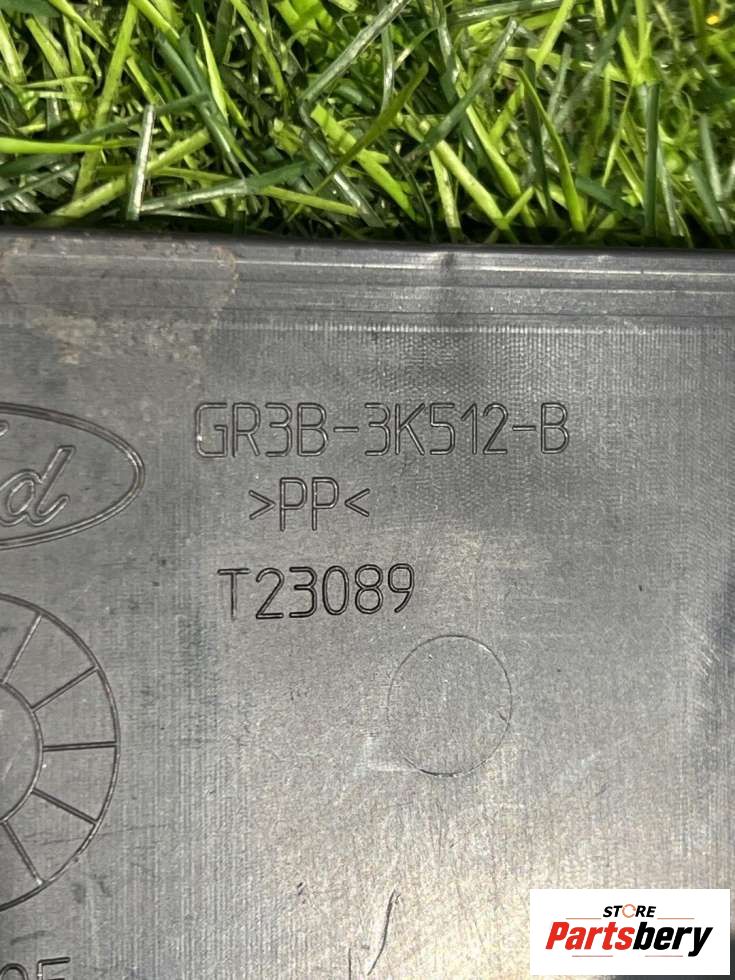 GR3B-3K512-B
>PP<
T23089
STORE
Partsbery